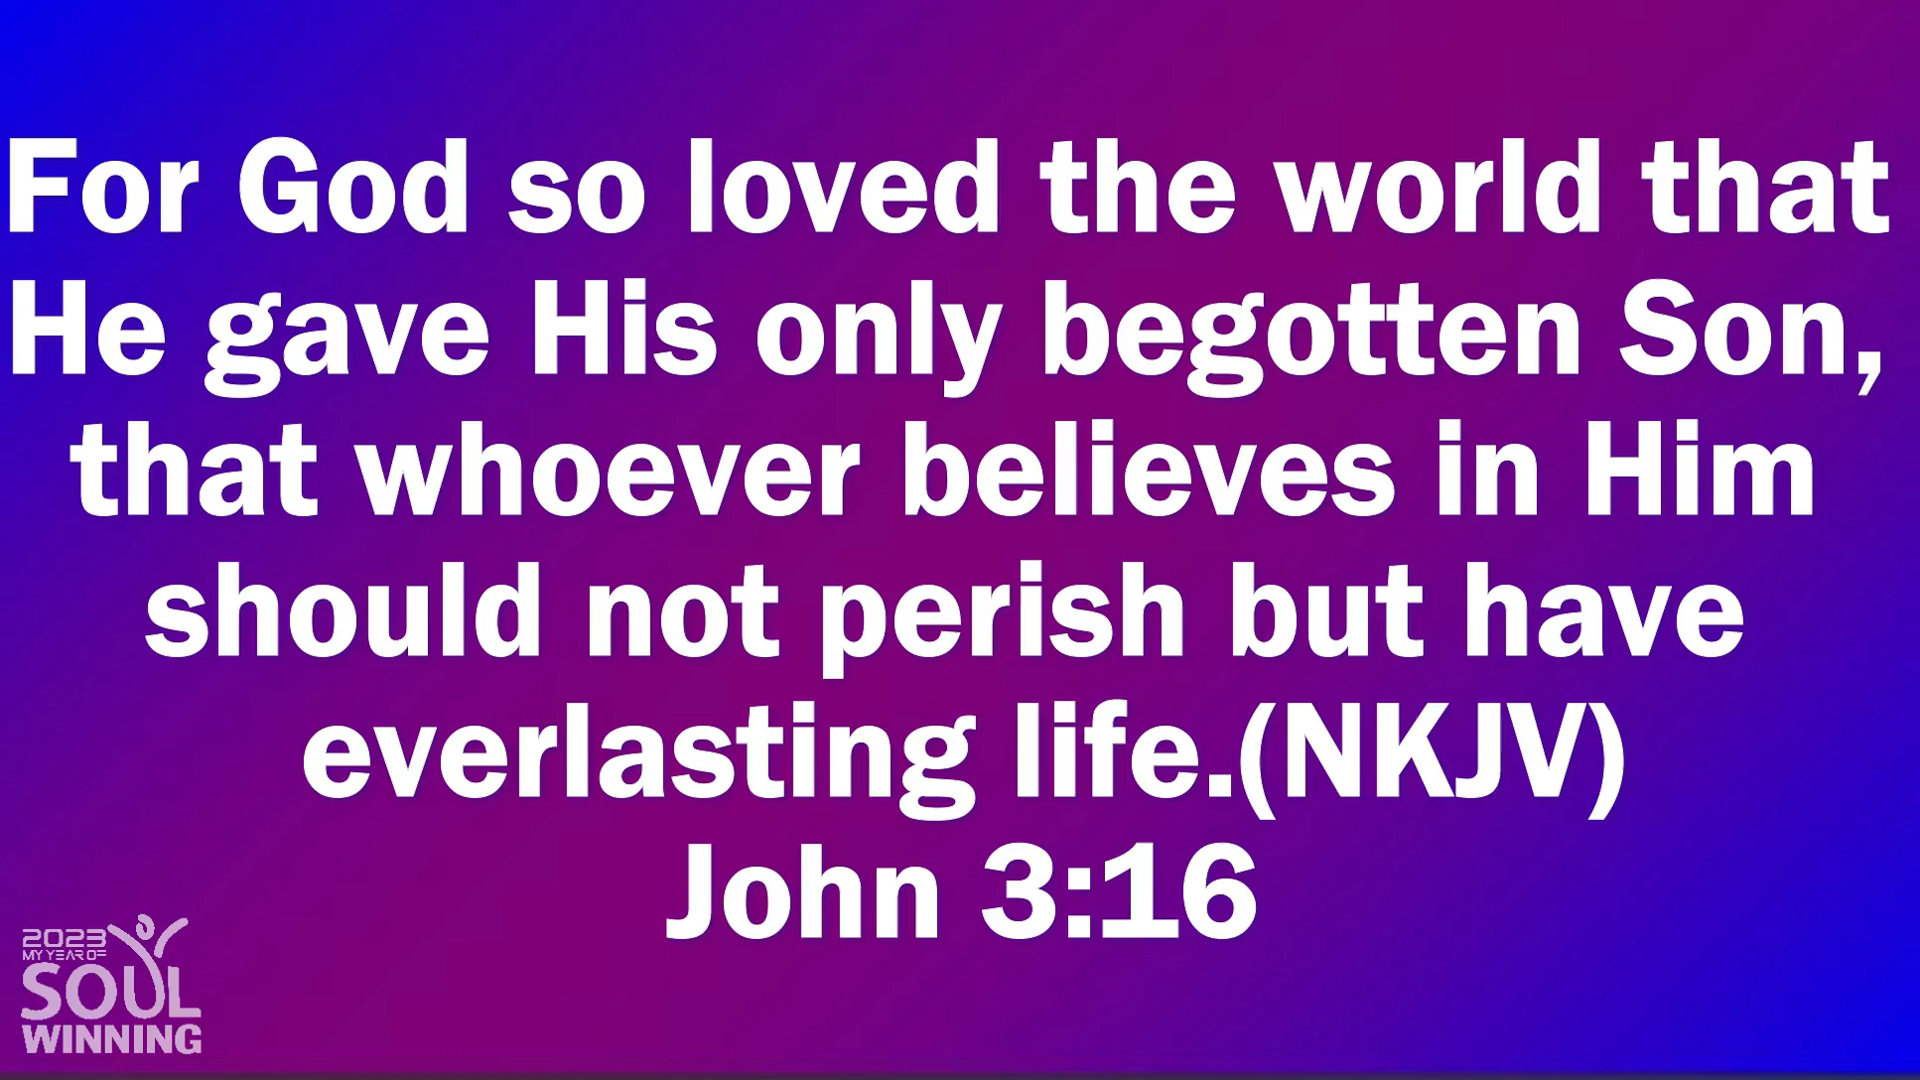 For God so loved the world that
He gave His only begotten Son,
that whoever believes in Him
should not perish but have
everlasting life.(NKJV)
John 3:16
2023
MY YEAR OF
SOUL
WINNING